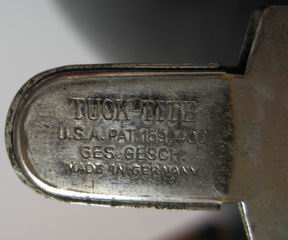 TUCK-TITE
U.S.A. PAT.
GES. GESCH.
MADE IN GERMANY